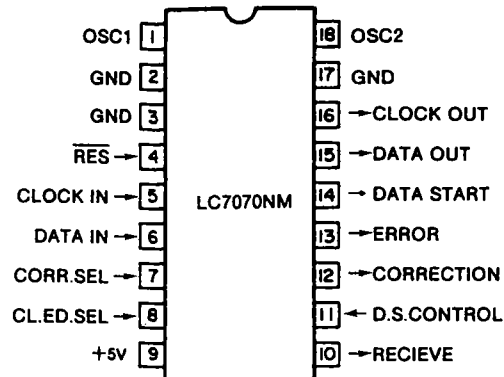 OSC1 1
GND 2
GND 3
RES→ 4
CLOCK IN→ 5
DATA IN→ 6
CORR.SEL→ 7
CL.ED.SEL→ 8
+5V 9
LC7070NM
18 OSC2
17 GND
16 →CLOCK OUT
15 →DATA OUT
14 →DATA START
13 →ERROR
12 →CORRECTION
11 ←D.S.CONTROL
10 →RECIEVE